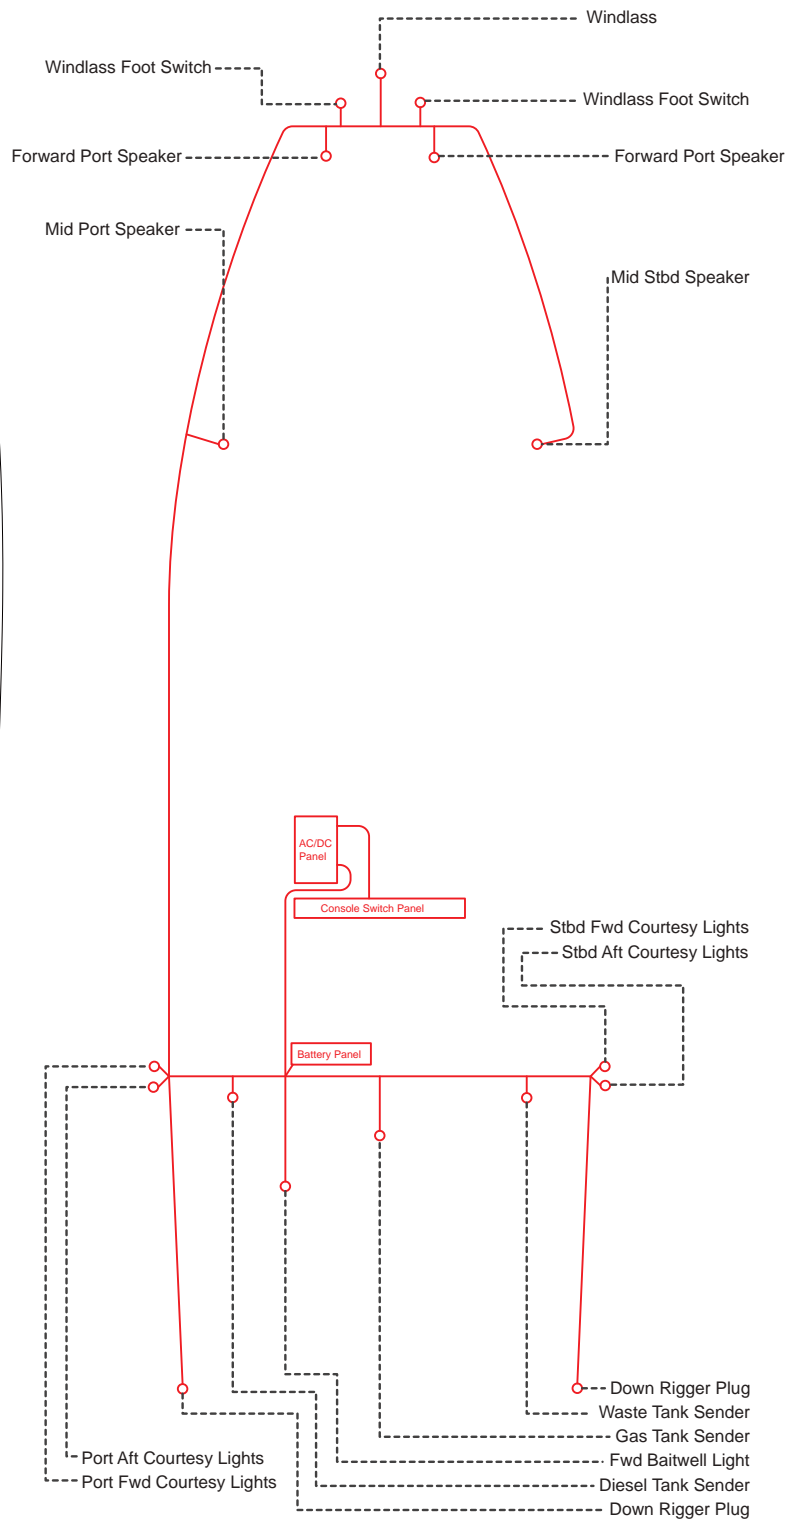 Windlass
Windlass Foot Switch
Windlass Foot Switch
Forward Port Speaker
Forward Port Speaker
Mid Port Speaker
Mid Stbd Speaker
AC/DC
Panel
Console Switch Panel
Stbd Fwd Courtesy Lights
Stbd Aft Courtesy Lights
Battery Panel
Down Rigger Plug
Waste Tank Sender
Gas Tank Sender
Port Aft Courtesy Lights
Fwd Baitwell Light
Port Fwd Courtesy Lights
Diesel Tank Sender
Down Rigger Plug